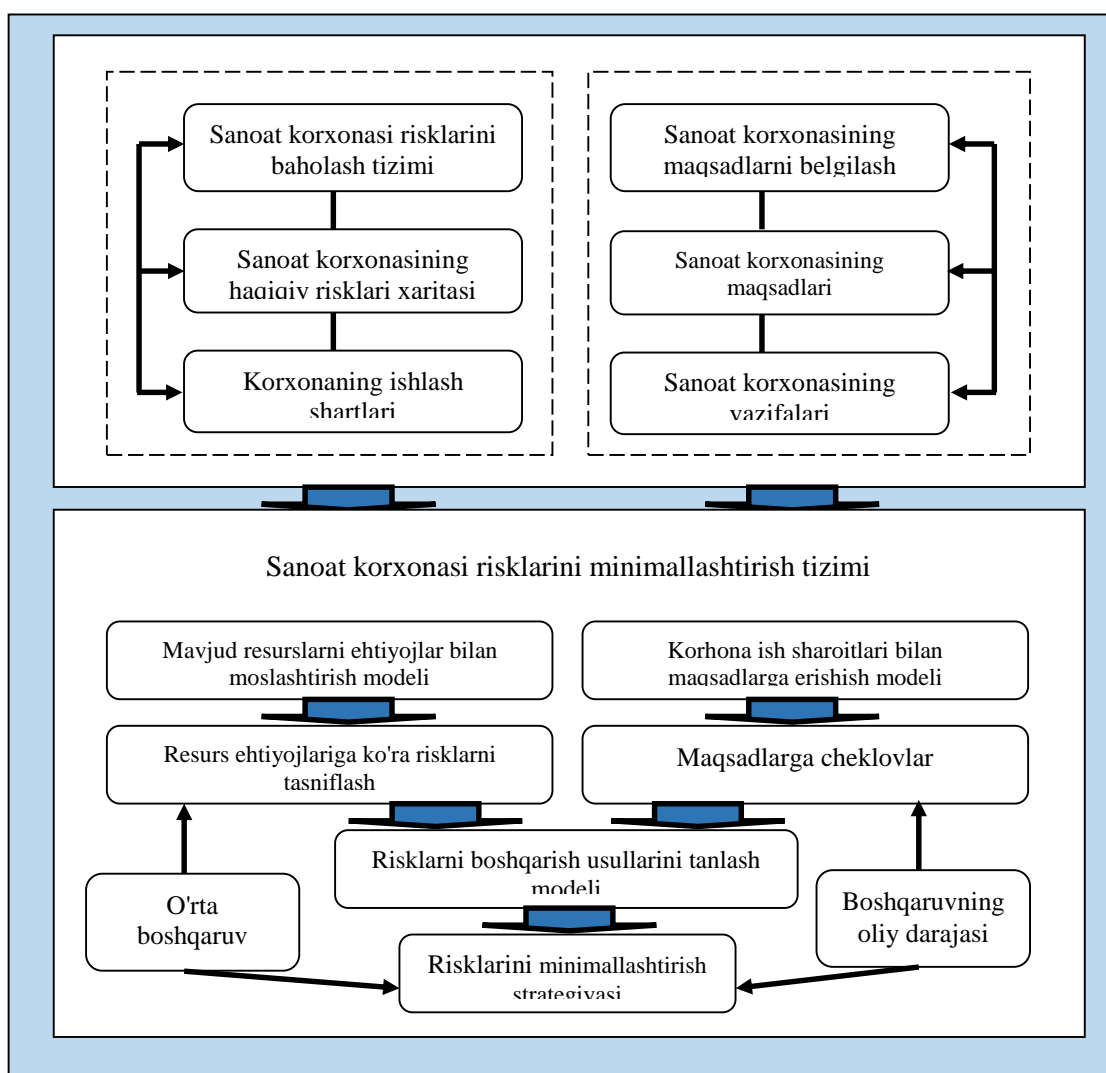 Sanoat korxonasi risklarini
baholash tizimi
Sanoat korxonasining
haqiqiy risklari xaritasi
Korxonaning ishlash
shartlari
Sanoat korxonasining
maqsadlarni belgilash
Sanoat korxonasining
maqsadlari
Sanoat korxonasining
vazifalari
Sanoat korxonasi risklarini minimallashtirish tizimi
Mavjud resurslarni ehtiyojlar bilan
moslashtirish modeli
Korhona ish sharoitlari bilan
maqsadlarga erishish modeli
Resurs ehtiyojlariga ko'ra risklarni
tasniflash
Maqsadlarga cheklovlar
Risklarni boshqarish usullarini tanlash
modeli
O'rta
boshqaruv
Boshqaruvning
oliy darajasi
Risklarini minimallashtirish
strategiyasi